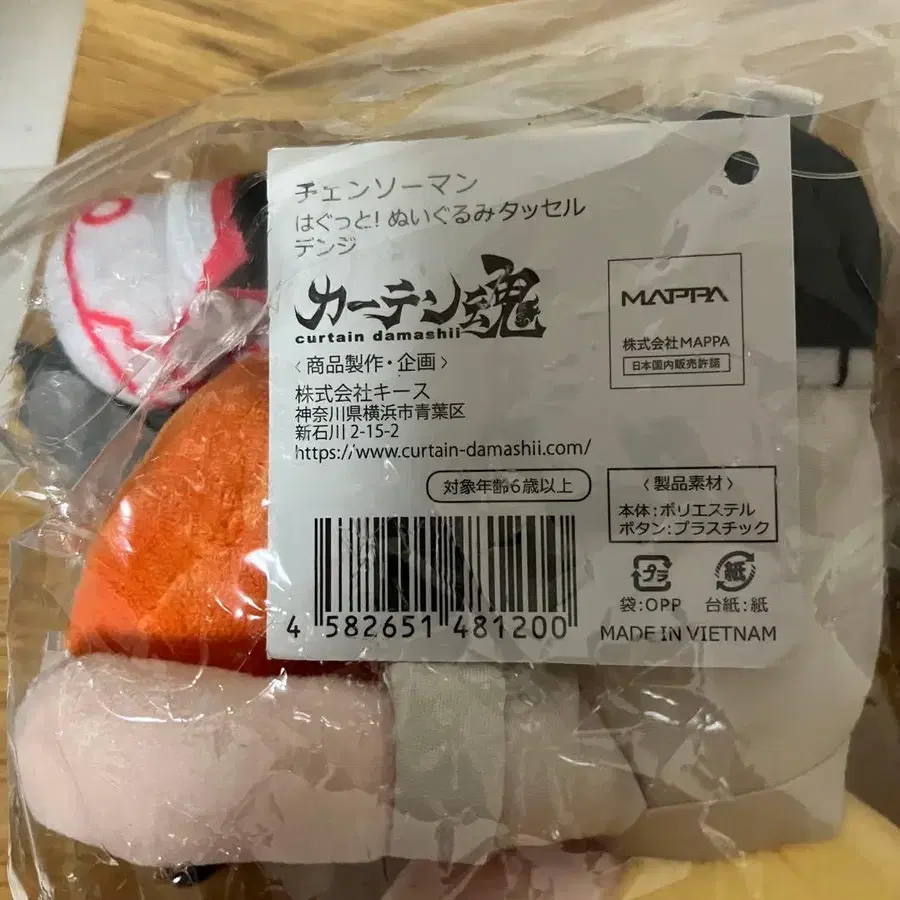 チェンソーマン
はぐっと! ぬいぐるみタッセル
デンジ
カーテン魂
curtain damashii
〈 商品製作・企画 〉
株式会社キース
神奈川県横浜市青葉区
新石川 2-15-2
https://www.curtain-damashii.com/
MAPPA
株式会社MAPPA
日本国内販売許諾
対象年齢6歳以上
〈 製品素材 〉
本体:ポリエステル
ボタン:プラスチック
4 582651 481200
プラ
紙
袋:OPP 台紙:紙
MADE IN VIETNAM